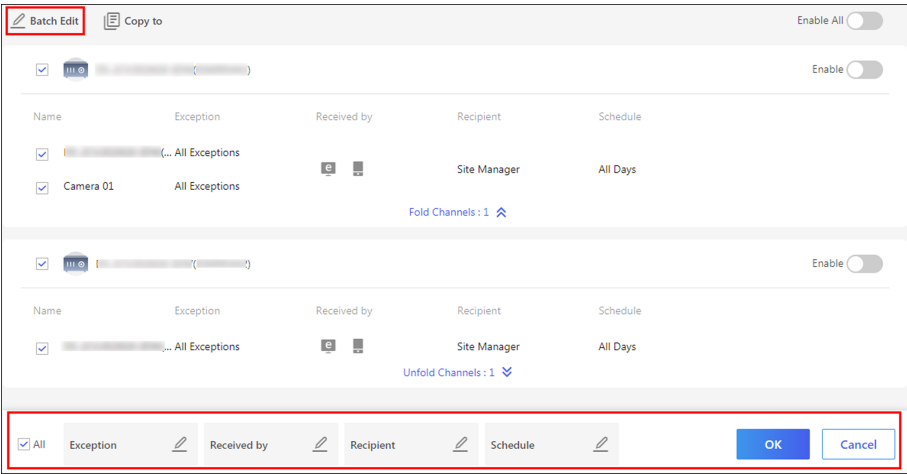 Batch Edit Copy to Enable All
Enable
Name Exception Received by Recipient Schedule
(... All Exceptions
Site Manager All Days
Camera 01 All Exceptions
Fold Channels : 1
Enable
Name Exception Received by Recipient Schedule
... All Exceptions Site Manager All Days
Unfold Channels : 1
All Exception Received by Recipient Schedule OK Cancel